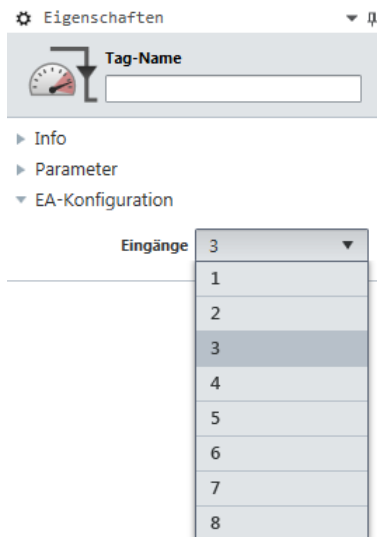 Eigenschaften
Tag-Name
Info
Parameter
EA-Konfiguration
Eingänge 3
1
2
3
4
5
6
7
8